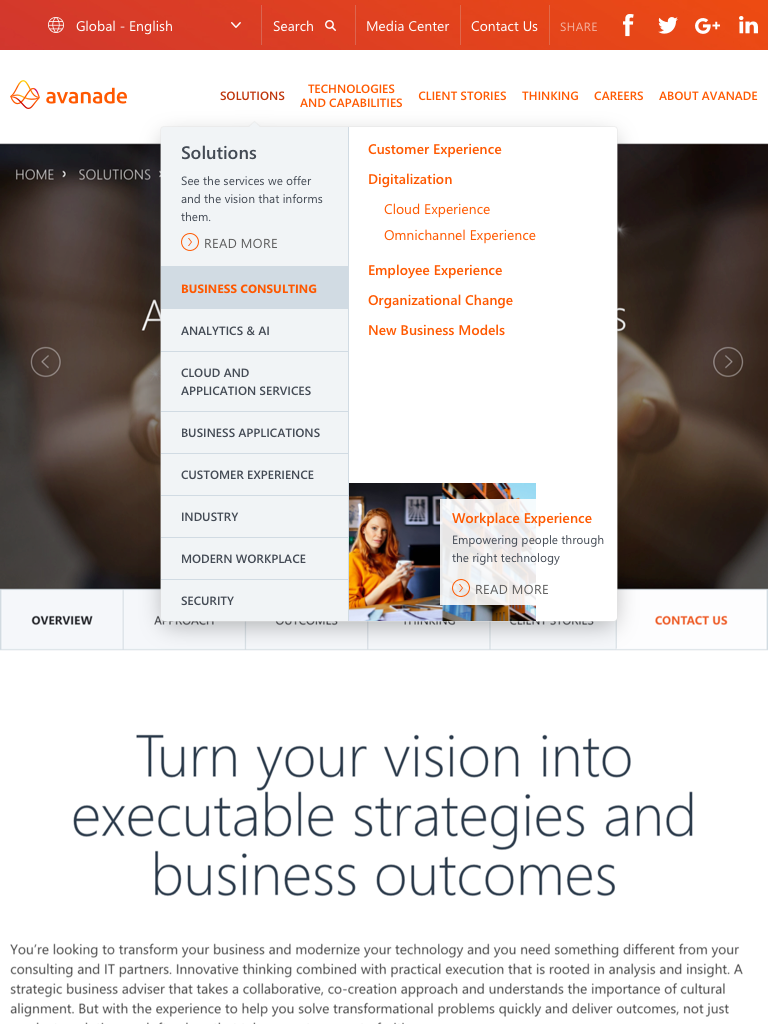 Global - English
Search
Media Center
Contact Us
SHARE
avanade
SOLUTIONS
TECHNOLOGIES
AND CAPABILITIES
CLIENT STORIES
THINKING
CAREERS
ABOUT AVANADE
HOME
SOLUTIONS
Solutions
See the services we offer
and the vision that informs
them.
READ MORE
BUSINESS CONSULTING
ANALYTICS & AI
CLOUD AND
APPLICATION SERVICES
BUSINESS APPLICATIONS
CUSTOMER EXPERIENCE
INDUSTRY
MODERN WORKPLACE
SECURITY
Customer Experience
Digitalization
Cloud Experience
Omnichannel Experience
Employee Experience
Organizational Change
New Business Models
Workplace Experience
Empowering people through
the right technology
READ MORE
OVERVIEW
APPROACH
OUTCOMES
THINKING
CLIENT STORIES
CONTACT US
Turn your vision into
executable strategies and
business outcomes
You're looking to transform your business and modernize your technology and you need something different from your
consulting and IT partners. Innovative thinking combined with practical execution that is rooted in analysis and insight. A
strategic business adviser that takes a collaborative, co-creation approach and understands the importance of cultural
alignment. But with the experience to help you solve transformational problems quickly and deliver outcomes, not just